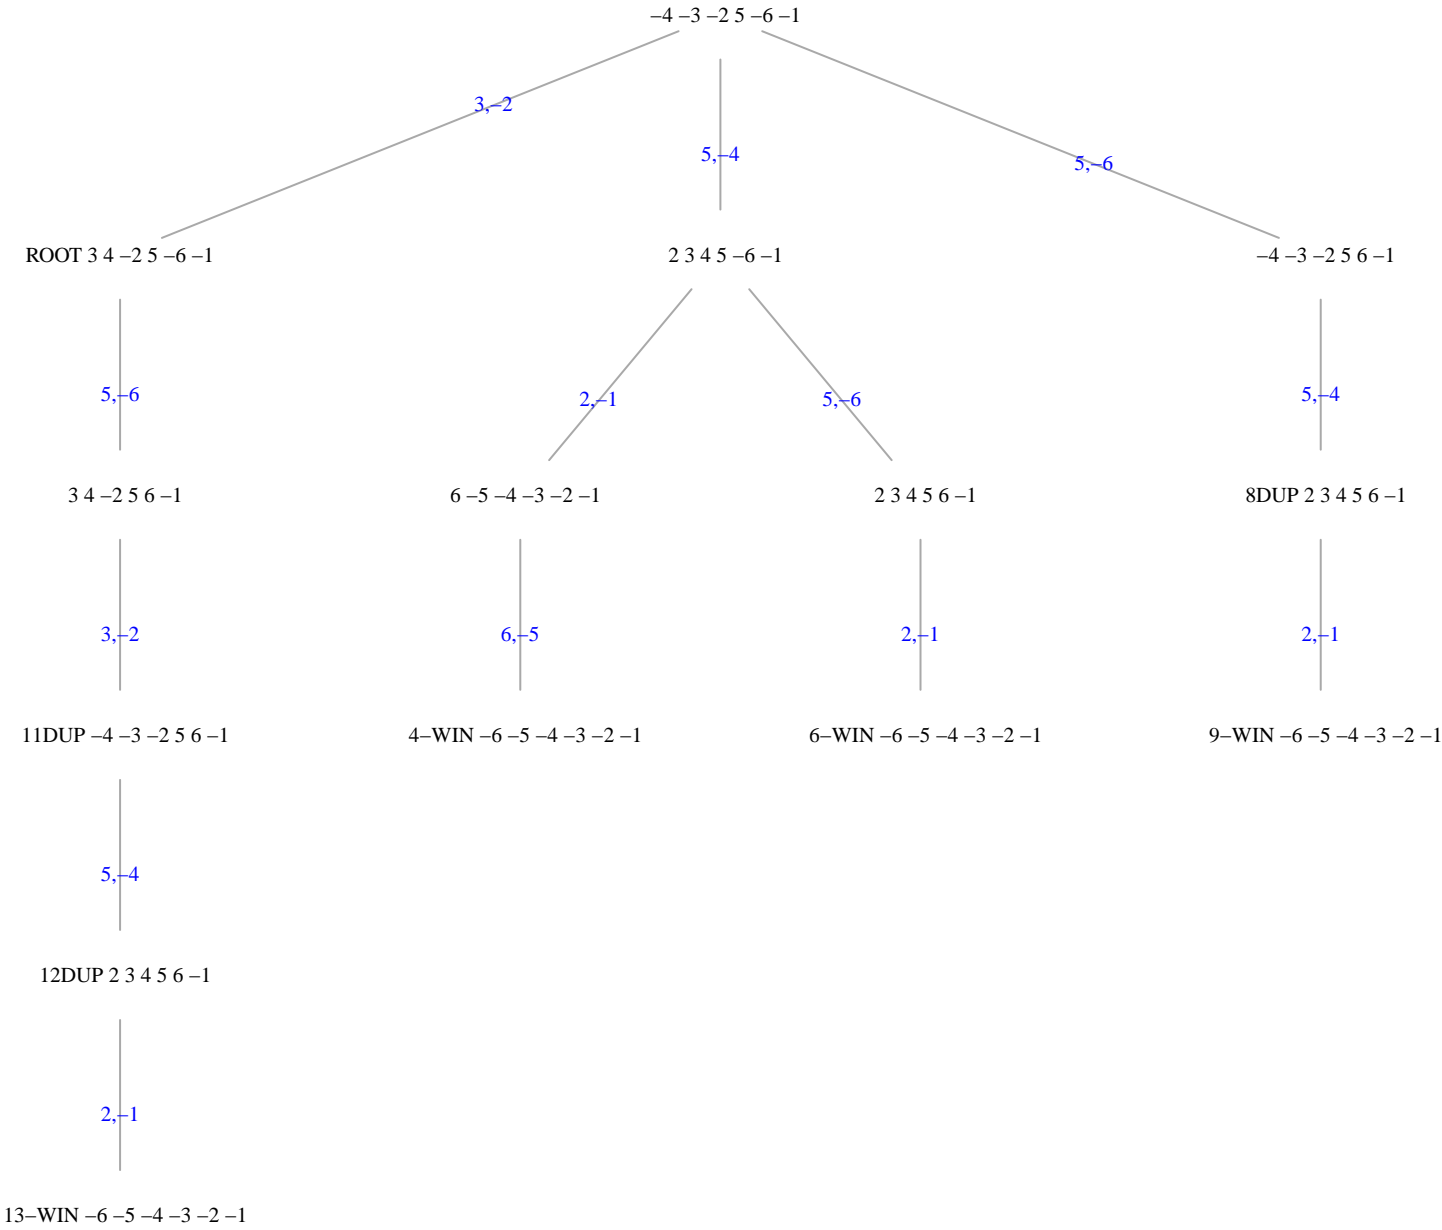 –4 –3 –2 5 –6 –1
3,–2
5,–4
5,–6
ROOT 3 4 –2 5 –6 –1
2 3 4 5 –6 –1
–4 –3 –2 5 6 –1
5,–6
2,–1
5,–6
5,–4
3 4 –2 5 6 –1
6 –5 –4 –3 –2 –1
2 3 4 5 6 –1
8DUP 2 3 4 5 6 –1
3,–2
6,–5
2,–1
2,–1
11DUP –4 –3 –2 5 6 –1
4–WIN –6 –5 –4 –3 –2 –1
6–WIN –6 –5 –4 –3 –2 –1
9–WIN –6 –5 –4 –3 –2 –1
5,–4
12DUP 2 3 4 5 6 –1
2,–1
13–WIN –6 –5 –4 –3 –2 –1